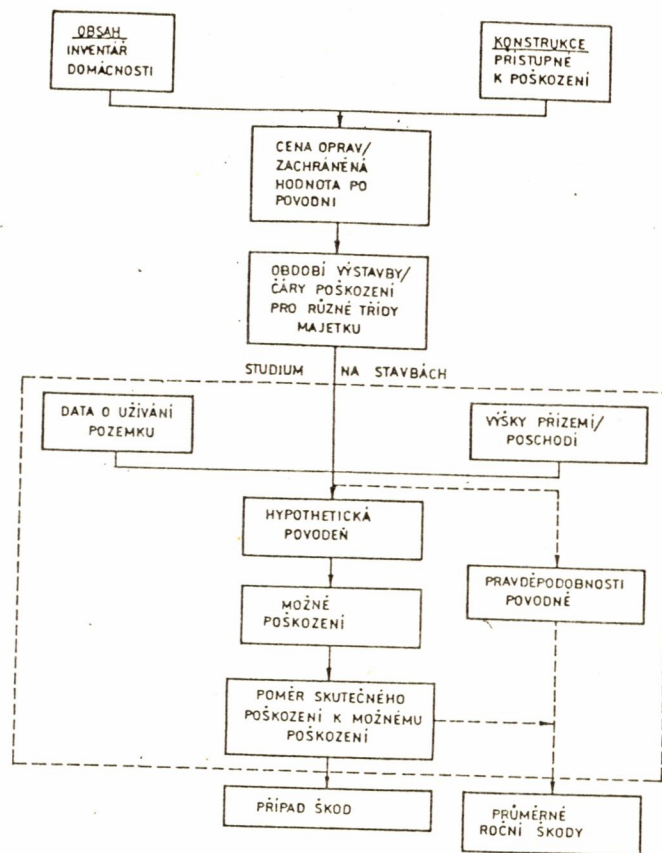 OBSAH
INVENTÁŘ
DOMÁCNOSTI
KONSTRUKCE
PŘÍSTUPNÉ
K POŠKOZENÍ
CENA OPRAV/
ZACHRÁNĚNÁ
HODNOTA PO
POVODNI
OBDOBÍ VÝSTAVBY/
ČÁRY POŠKOZENÍ
PRO RŮZNÉ TŘÍDY
MAJETKU
STUDIUM NA STAVBÁCH
DATA O UŽÍVÁNÍ
POZEMKU
VÝŠKY PŘÍZEMÍ/
POSCHODÍ
HYPOTHETICKÁ
POVODEŇ
PRAVDĚPODOBNOSTI
POVODNĚ
MOŽNÉ
POŠKOZENÍ
POMĚR SKUTEČNÉHO
POŠKOZENÍ K MOŽNÉMU
POŠKOZENÍ
PŘÍPAD ŠKOD
PRŮMĚRNÉ
ROČNÍ ŠKODY